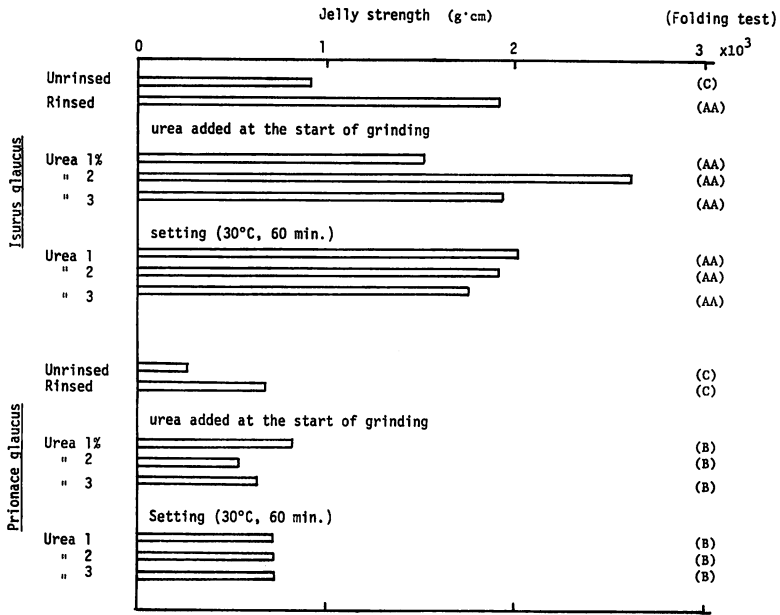 Jelly strength (g·cm) (Folding test)
0 1 2 3 x10³
Isurus glaucus
Unrinsed (C)
Rinsed (AA)
urea added at the start of grinding
Urea 1% (AA)
" 2 (AA)
" 3 (AA)
setting (30°C, 60 min.)
Urea 1 (AA)
" 2 (AA)
" 3 (AA)
Prionace glaucus
Unrinsed (C)
Rinsed (C)
urea added at the start of grinding
Urea 1% (B)
" 2 (B)
" 3 (B)
Setting (30°C, 60 min.)
Urea 1 (B)
" 2 (B)
" 3 (B)